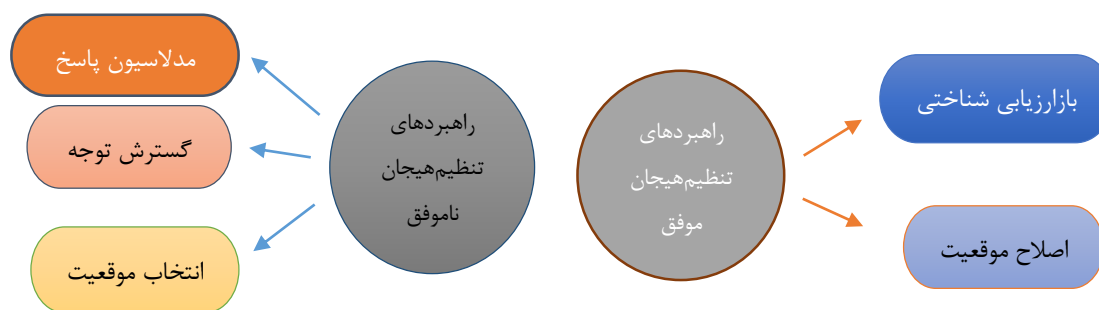 بازارزیابی شناختی
اصلاح موقعیت
راهبردهای
تنظیم‌هیجان
موفق
راهبردهای
تنظیم‌هیجان
ناموفق
مدلاسیون پاسخ
گسترش توجه
انتخاب موقعیت